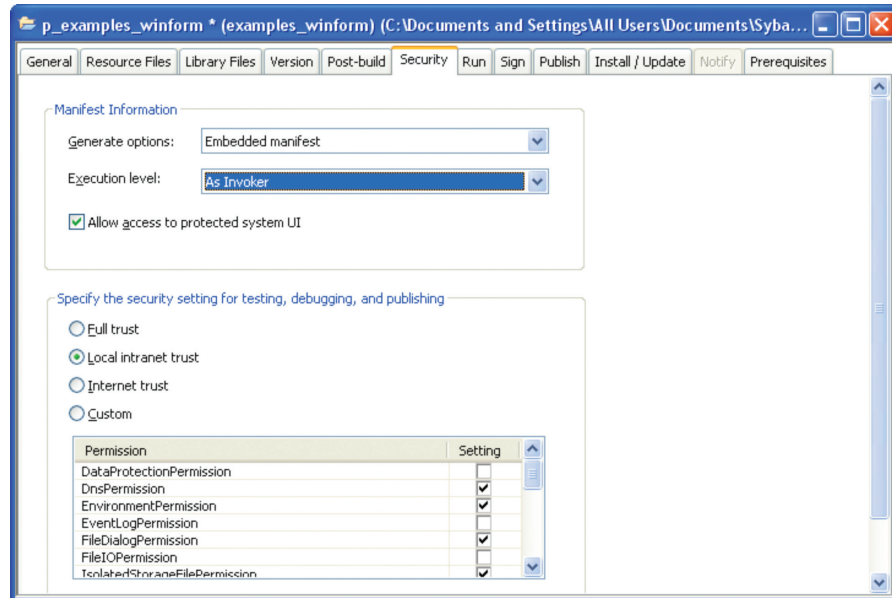 p_examples_winform * (examples_winform) (C:\Documents and Settings\All Users\Documents\Syba...
General Resource Files Library Files Version Post-build Security Run Sign Publish Install / Update Notify Prerequisites
Manifest Information
Generate options: Embedded manifest
Execution level: As Invoker
Allow access to protected system UI
Specify the security setting for testing, debugging, and publishing
Full trust
Local intranet trust
Internet trust
Custom
Permission Setting
DataProtectionPermission
DnsPermission
EnvironmentPermission
EventLogPermission
FileDialogPermission
FileIOPermission
IsolatedStorageFilePermission